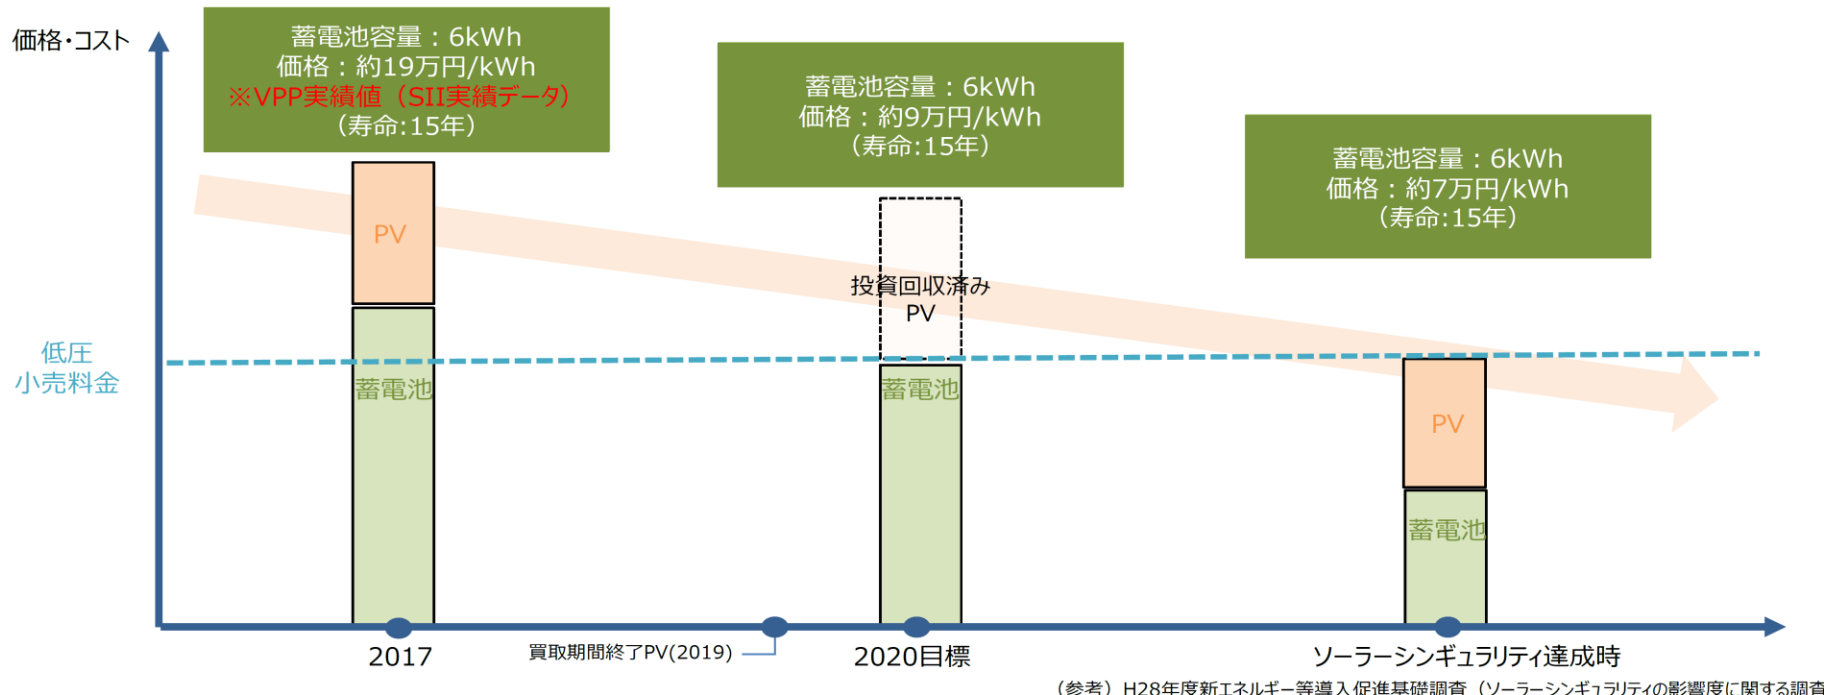 価格・コスト
蓄電池容量：6kWh
価格：約19万円/kWh
※VPP実績値（SII実績データ）
（寿命:15年）
蓄電池容量：6kWh
価格：約9万円/kWh
（寿命:15年）
蓄電池容量：6kWh
価格：約7万円/kWh
（寿命:15年）
PV
投資回収済み
PV
低圧
小売料金
蓄電池
蓄電池
PV
蓄電池
2017
買取期間終了PV(2019)
2020目標
ソーラーシンギュラリティ達成時
（参考）H28年度新エネルギー等導入促進基礎調査（ソーラーシンギュラリティの影響度に関する調査